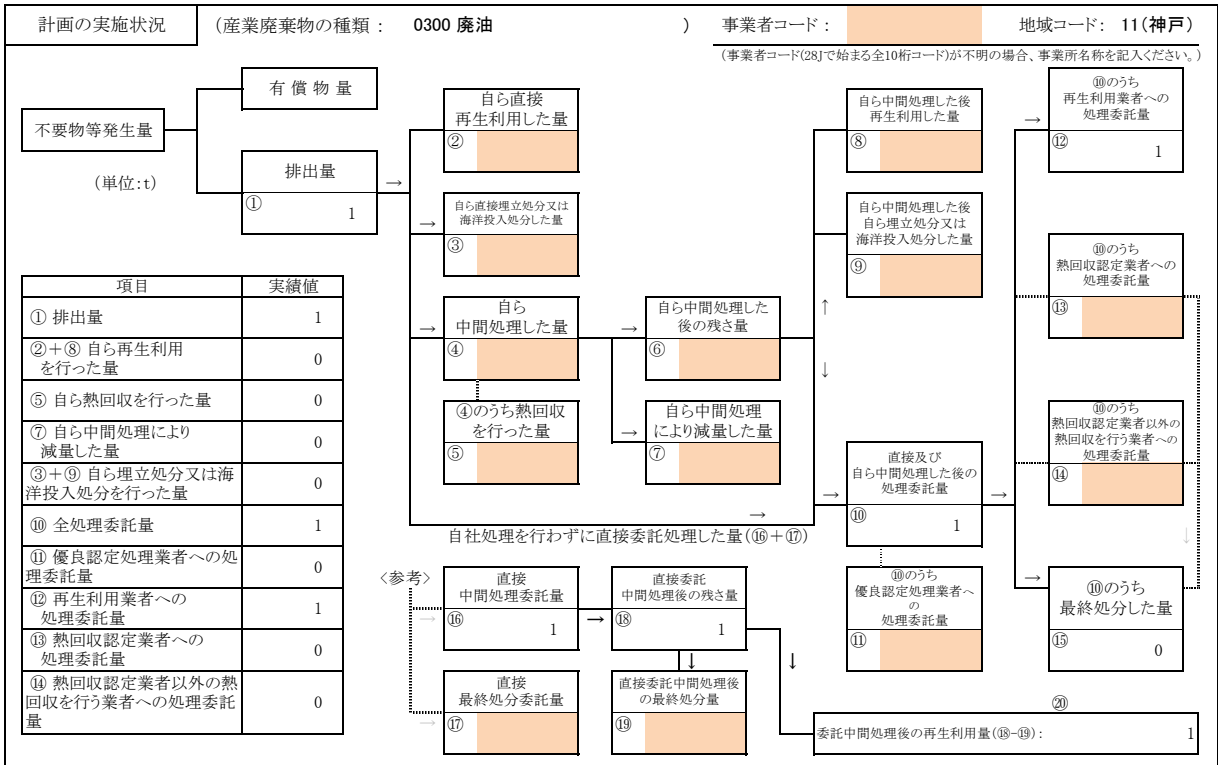 計画の実施状況
(産業廃棄物の種類 : 0300 廃油 )
事業者コード :
地域コード: 11(神戸)
(事業者コード(28Jで始まる全10桁コード)が不明の場合、事業所名称を記入ください。)
不要物等発生量
(単位:t)
有償物量
排出量
①
1
→
自ら直接
再生利用した量
②
→
自ら直接埋立処分又は
海洋投入処分した量
③
→
自ら
中間処理した量
④
④のうち熱回収
を行った量
⑤
→
自ら中間処理した
後の残さ量
⑥
→
自ら中間処理
により減量した量
⑦
自ら中間処理した後
再生利用した量
⑧
自ら中間処理した後
自ら埋立処分又は
海洋投入処分した量
⑨
↑
↓
→
自社処理を行わずに直接委託処理した量(⑯+⑰)
→
直接及び
自ら中間処理した後の
処理委託量
⑩
1
→
⑩のうち
優良認定処理業者へ
の
処理委託量
⑪
→
⑩のうち
再生利用業者への
処理委託量
⑫
1
⑩のうち
熱回収認定業者への
処理委託量
⑬
⑩のうち
熱回収認定業者以外の
熱回収を行う業者への
処理委託量
⑭
↓
→
⑩のうち
最終処分した量
⑮
0
項目 実績値
① 排出量 1
②+⑧ 自ら再生利用
を行った量 0
⑤ 自ら熱回収を行った量 0
⑦ 自ら中間処理により
減量した量 0
③+⑨ 自ら埋立処分又は海
洋投入処分を行った量 0
⑩ 全処理委託量 1
⑪ 優良認定処理業者への処
理委託量 0
⑫ 再生利用業者への
処理委託量 1
⑬ 熱回収認定業者への
処理委託量 0
⑭ 熱回収認定業者以外の熱
回収を行う業者への処理委託
量 0
〈参考〉
→
直接
中間処理委託量
⑯
1
→
直接委託
中間処理後の残さ量
⑱
1
→
直接
最終処分委託量
⑰
↓
直接委託中間処理後
の最終処分量
⑲
↓
⑳
委託中間処理後の再生利用量(⑱-⑲): 1